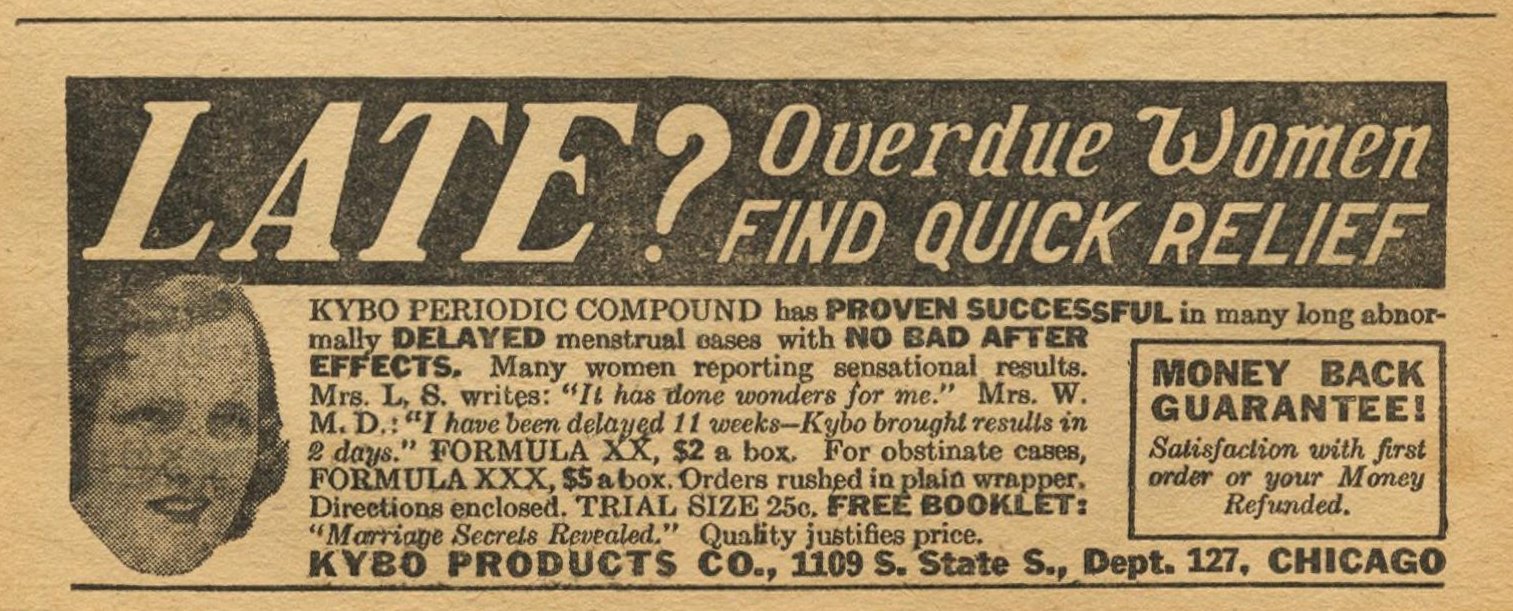 LATE? Overdue Women
FIND QUICK RELIEF
KYBO PERIODIC COMPOUND has PROVEN SUCCESSFUL in many long abnor-
mally DELAYED menstrual cases with NO BAD AFTER
EFFECTS. Many women reporting sensational results.
Mrs. L. S. writes: "It has done wonders for me." Mrs. W.
M. D.: "I have been delayed 11 weeks—Kybo brought results in
2 days." FORMULA XX, $2 a box. For obstinate cases,
FORMULA XXX, $5 a box. Orders rushed in plain wrapper.
Directions enclosed. TRIAL SIZE 25c. FREE BOOKLET:
"Marriage Secrets Revealed." Quality justifies price.
MONEY BACK
GUARANTEE!
Satisfaction with first
order or your Money
Refunded.
KYBO PRODUCTS CO., 1109 S. State S., Dept. 127, CHICAGO